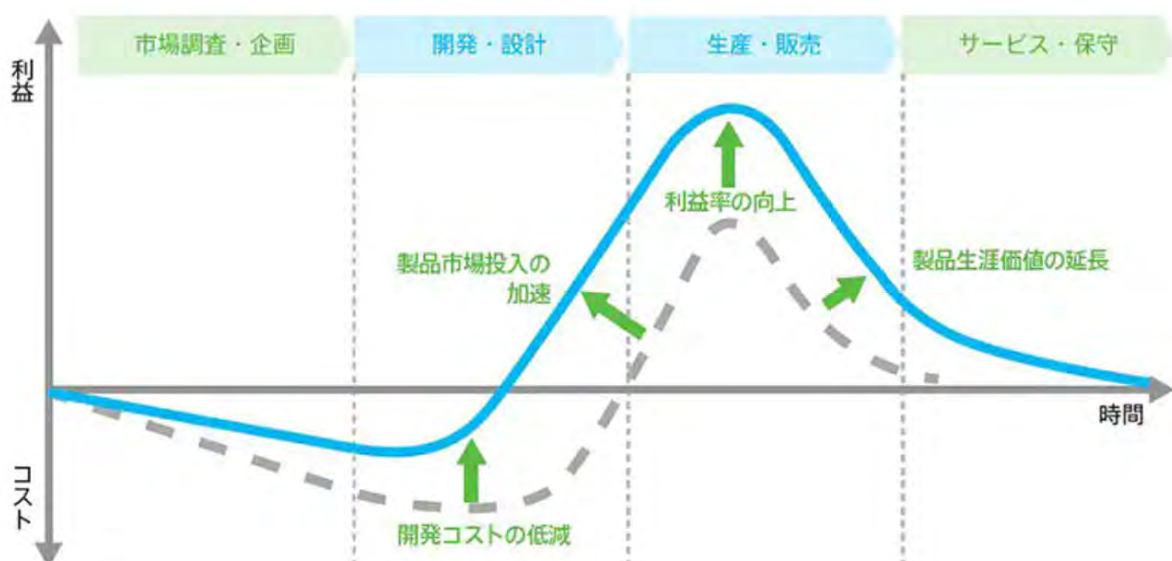 市場調査・企画
開発・設計
生産・販売
サービス・保守
利益
利益率の向上
製品市場投入の
加速
製品生涯価値の延長
時間
コスト
開発コストの低減